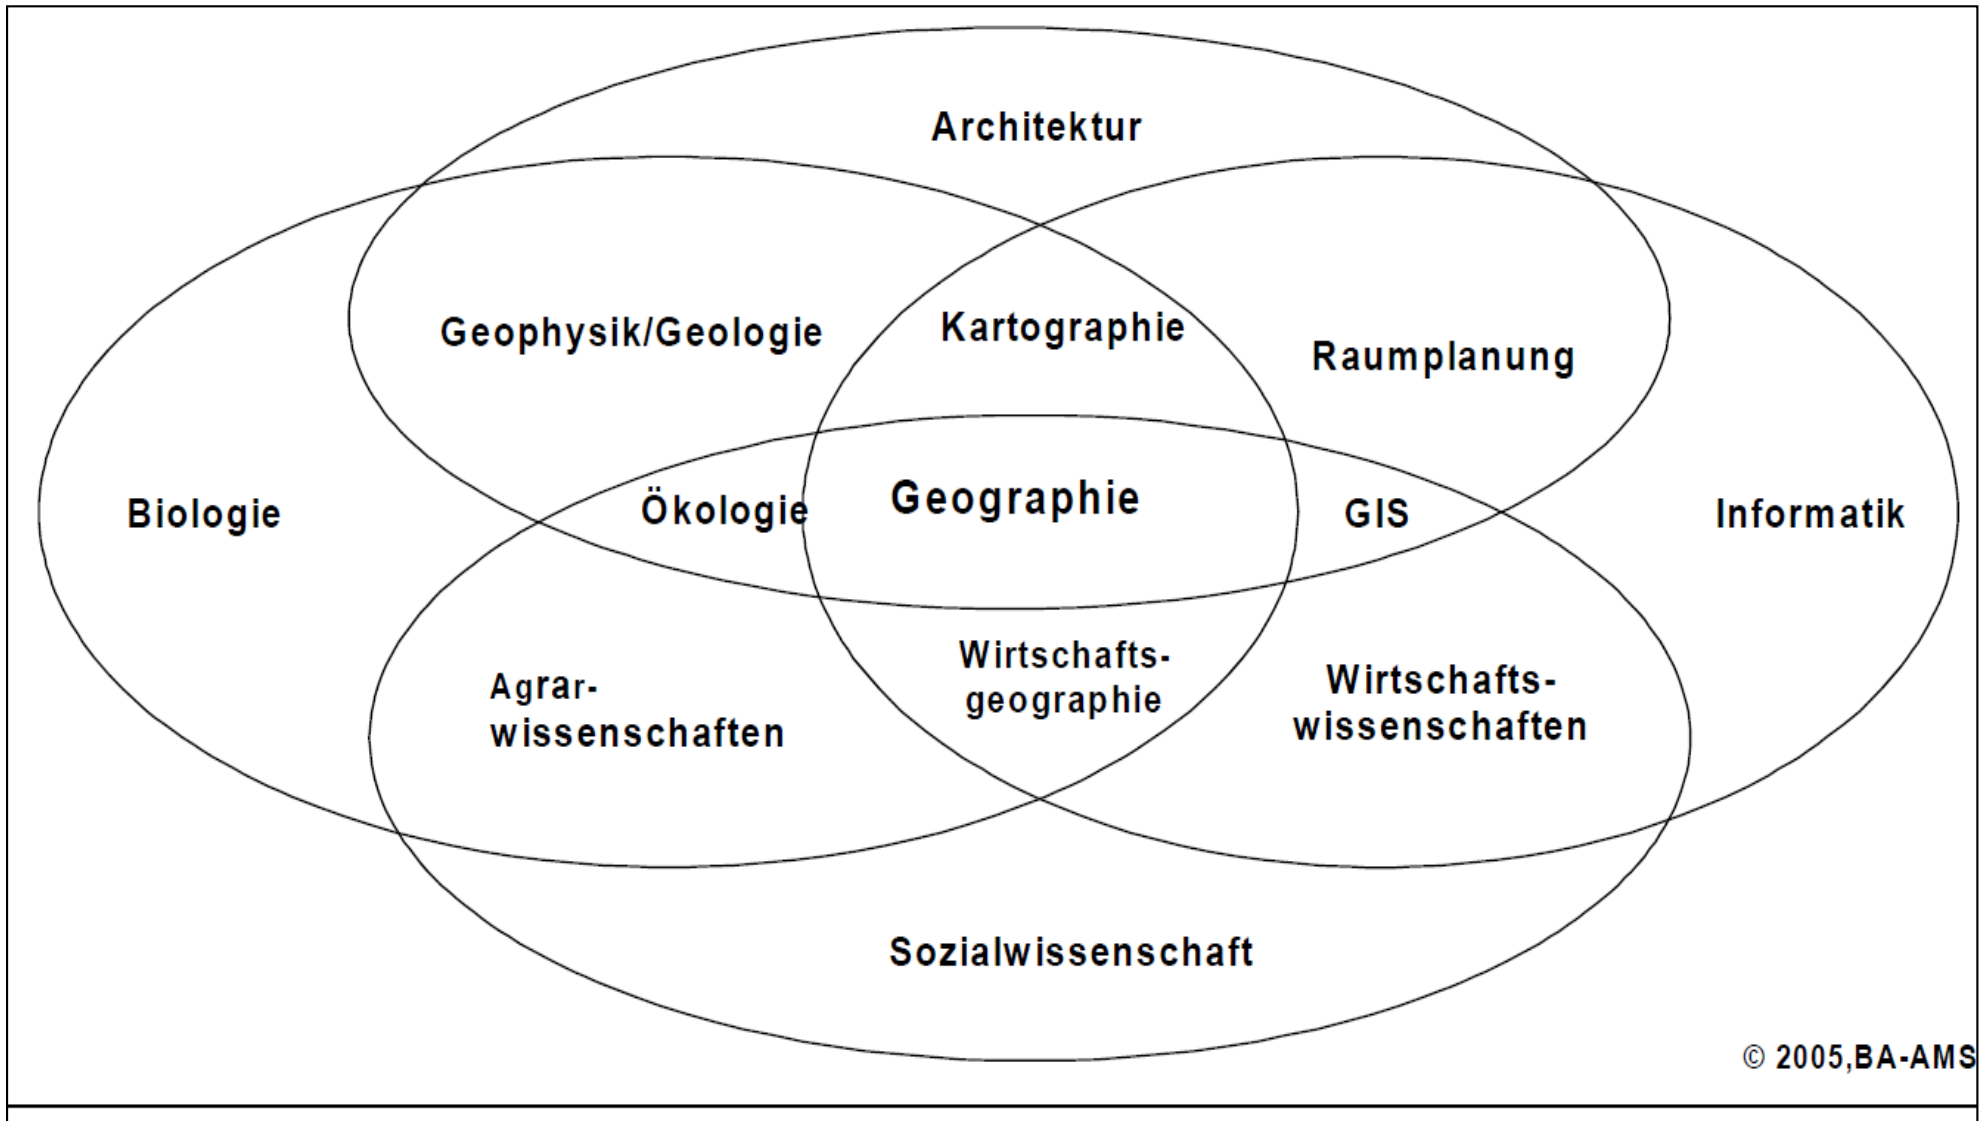 Architektur
Geophysik/Geologie
Kartographie
Raumplanung
Biologie
Ökologie
Geographie
GIS
Informatik
Agrar-
wissenschaften
Wirtschafts-
geographie
Wirtschafts-
wissenschaften
Sozialwissenschaft
© 2005,BA-AMS